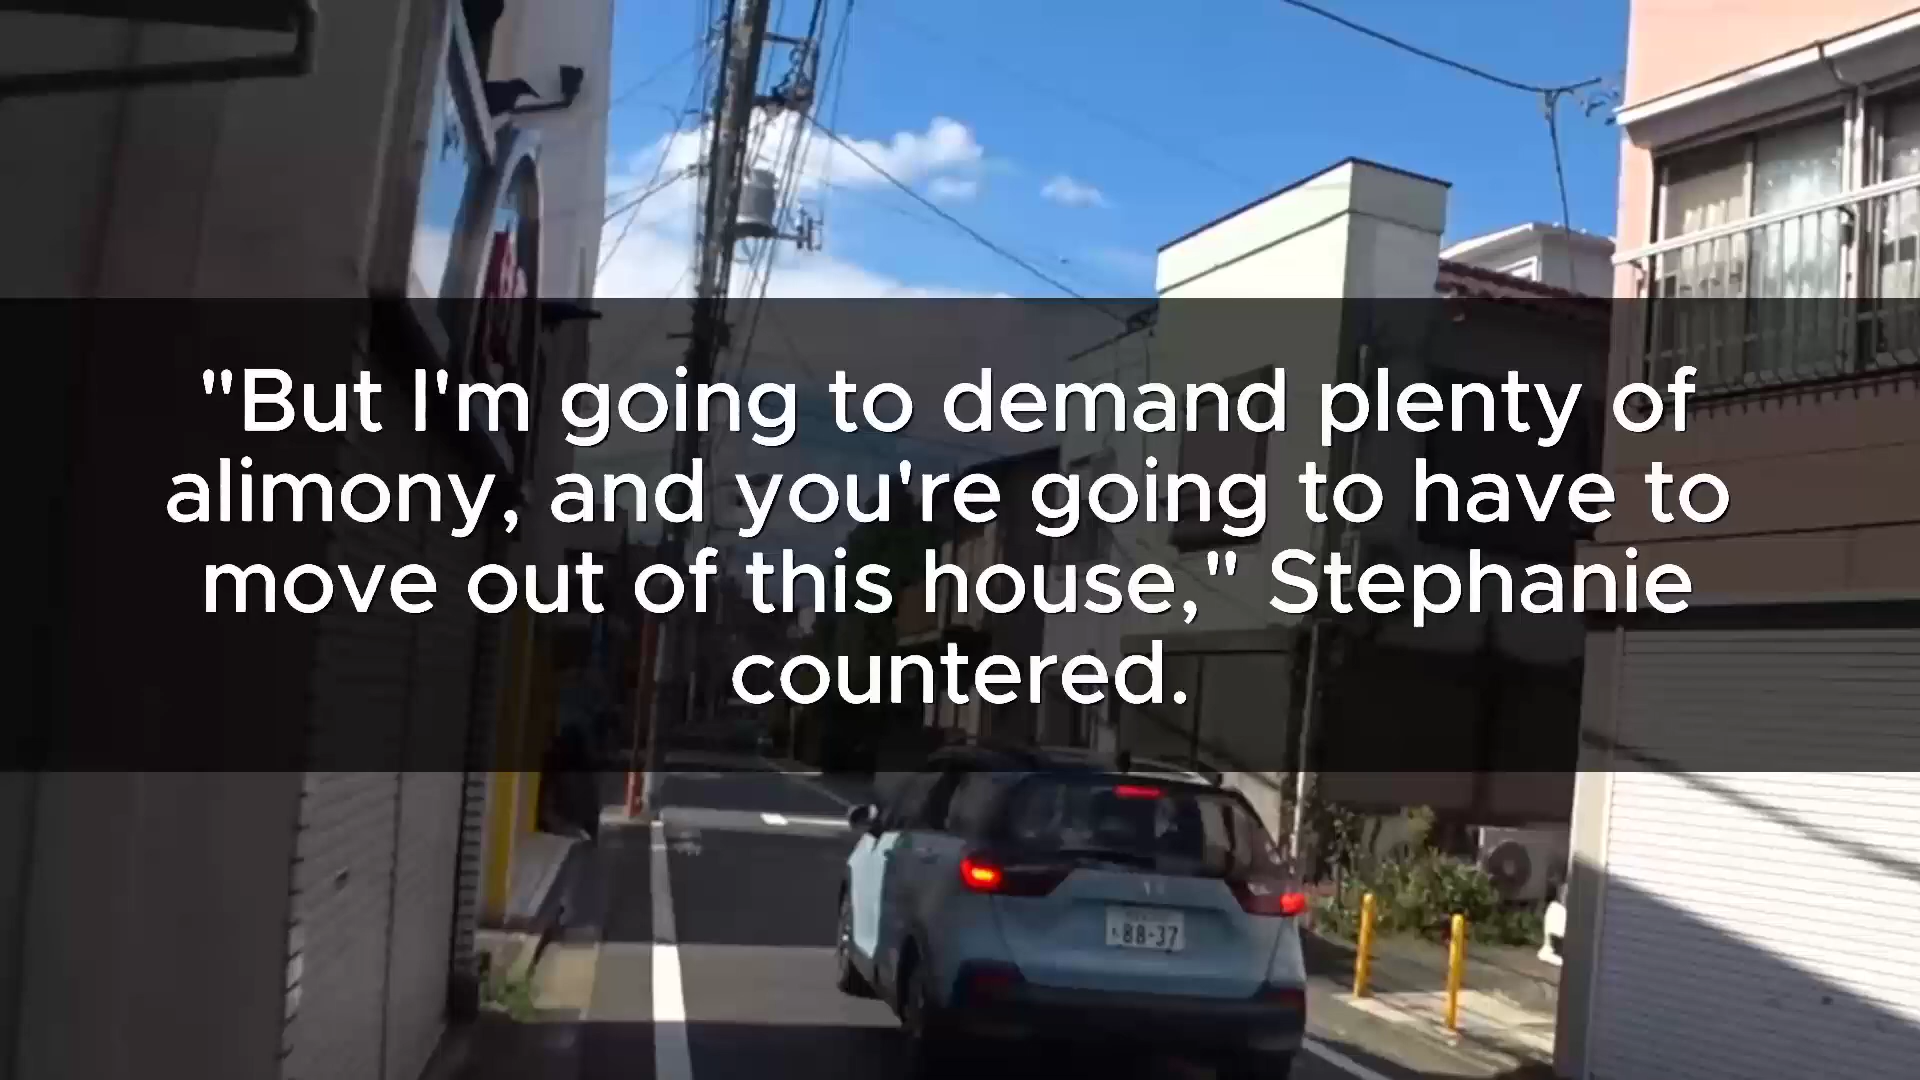 "But I'm going to demand plenty of
alimony, and you're going to have to
move out of this house," Stephanie
countered.
88-37